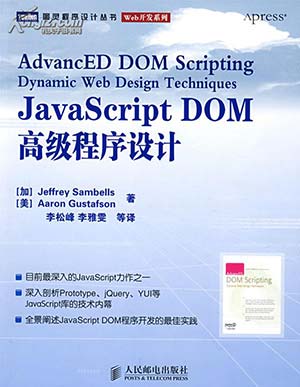 图灵程序设计丛书 Web开发系列
Apress®
AdvancED DOM Scripting
Dynamic Web Design Techniques
JavaScript DOM
高级程序设计
[加] Jeffrey Sambells
[美] Aaron Gustafson
著
李松峰 李雅雯 等译
目前最深入的JavaScript力作之一
深入剖析Prototype、jQuery、YUI等
JavaScript库的技术内幕
全景阐述JavaScript DOM程序开发的最佳实践
DOM Scripting
人民邮电出版社
POSTS & TELECOM PRESS